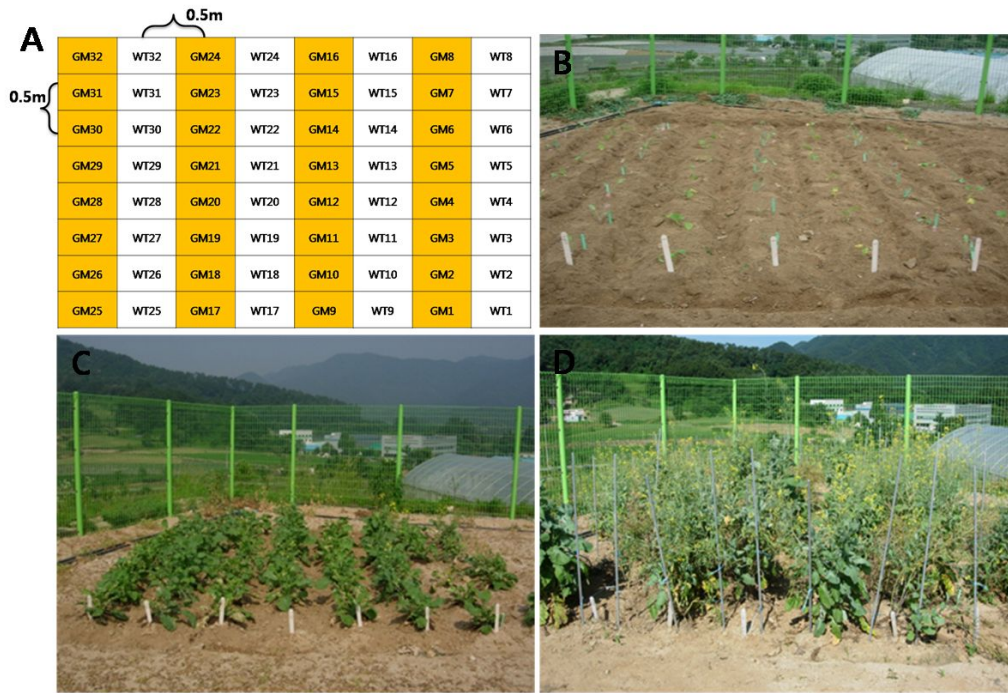 0.5m
A
GM32 WT32 GM24 WT24 GM16 WT16 GM8 WT8
0.5m
GM31 WT31 GM23 WT23 GM15 WT15 GM7 WT7
GM30 WT30 GM22 WT22 GM14 WT14 GM6 WT6
GM29 WT29 GM21 WT21 GM13 WT13 GM5 WT5
GM28 WT28 GM20 WT20 GM12 WT12 GM4 WT4
GM27 WT27 GM19 WT19 GM11 WT11 GM3 WT3
GM26 WT26 GM18 WT18 GM10 WT10 GM2 WT2
GM25 WT25 GM17 WT17 GM9 WT9 GM1 WT1
B
C
D